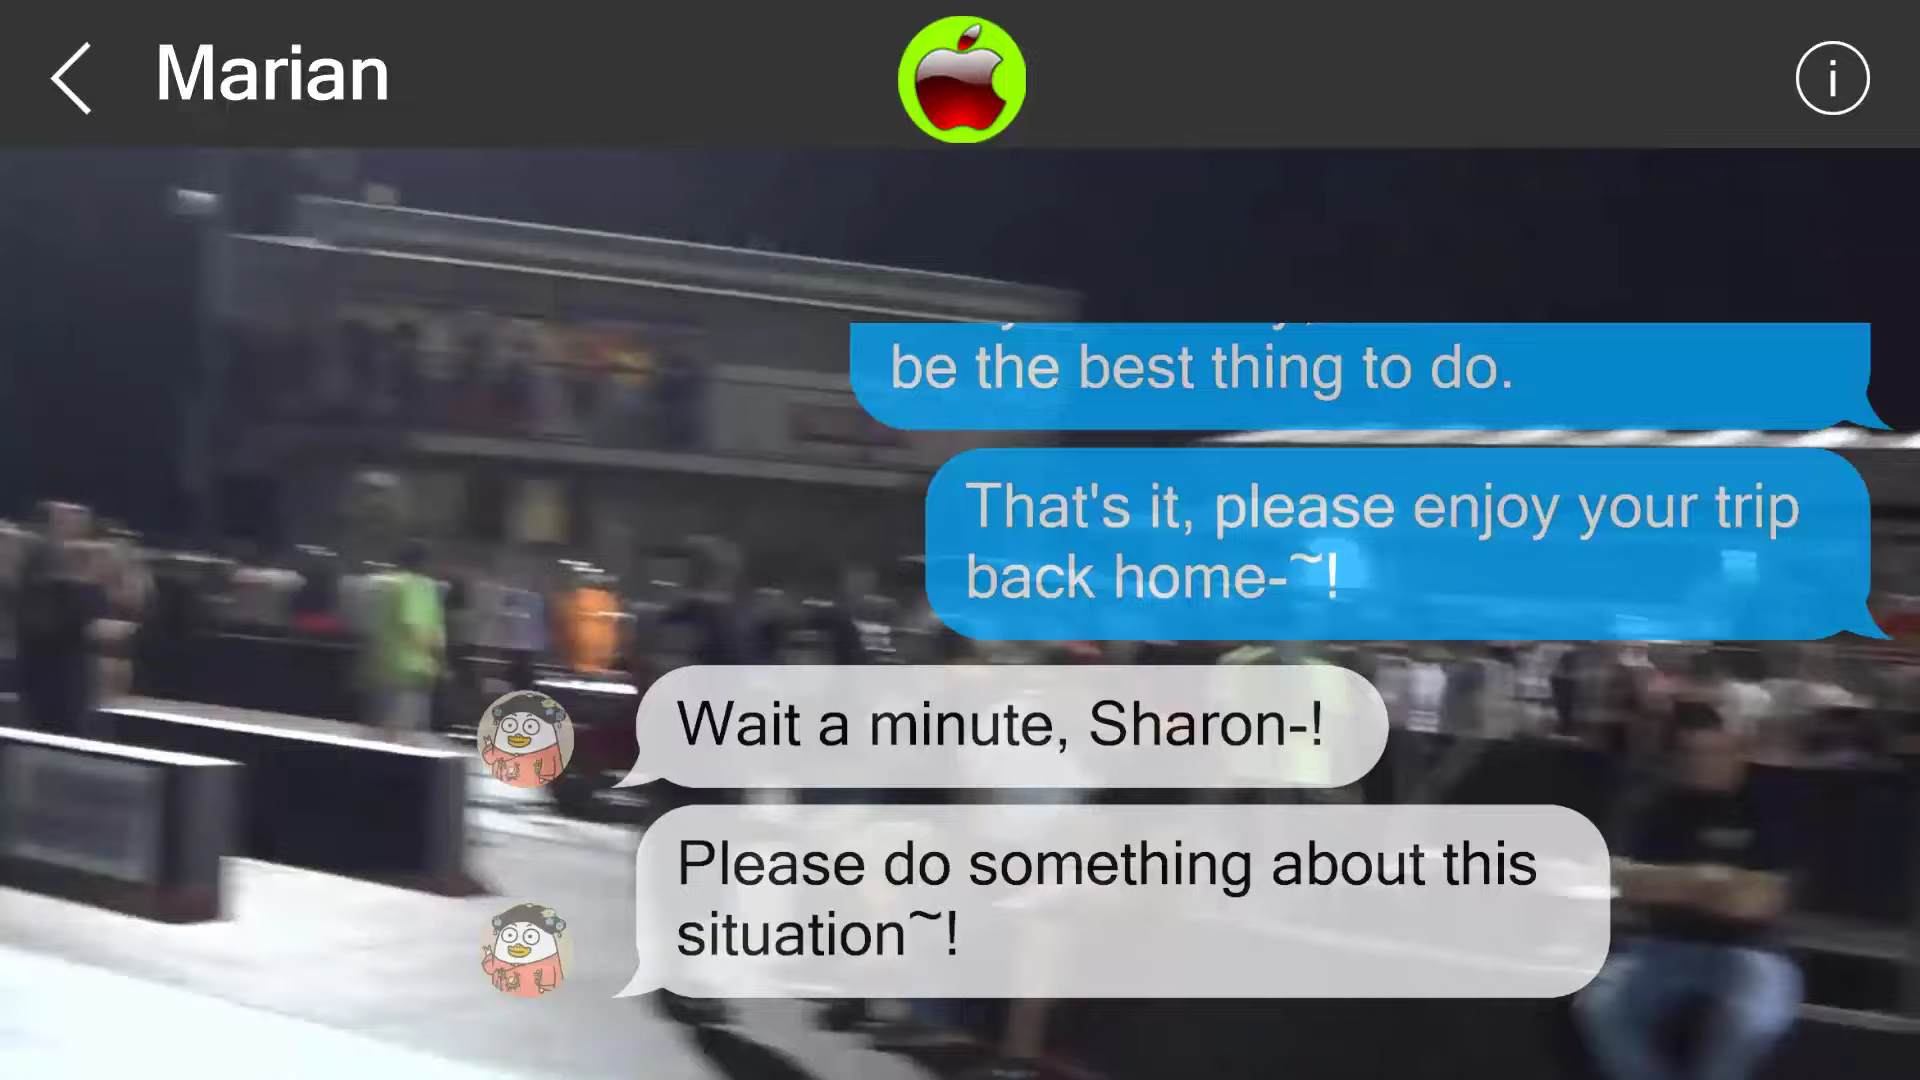 Marian
be the best thing to do.
That's it, please enjoy your trip
back home-~!
Wait a minute, Sharon-!
Please do something about this
situation~!